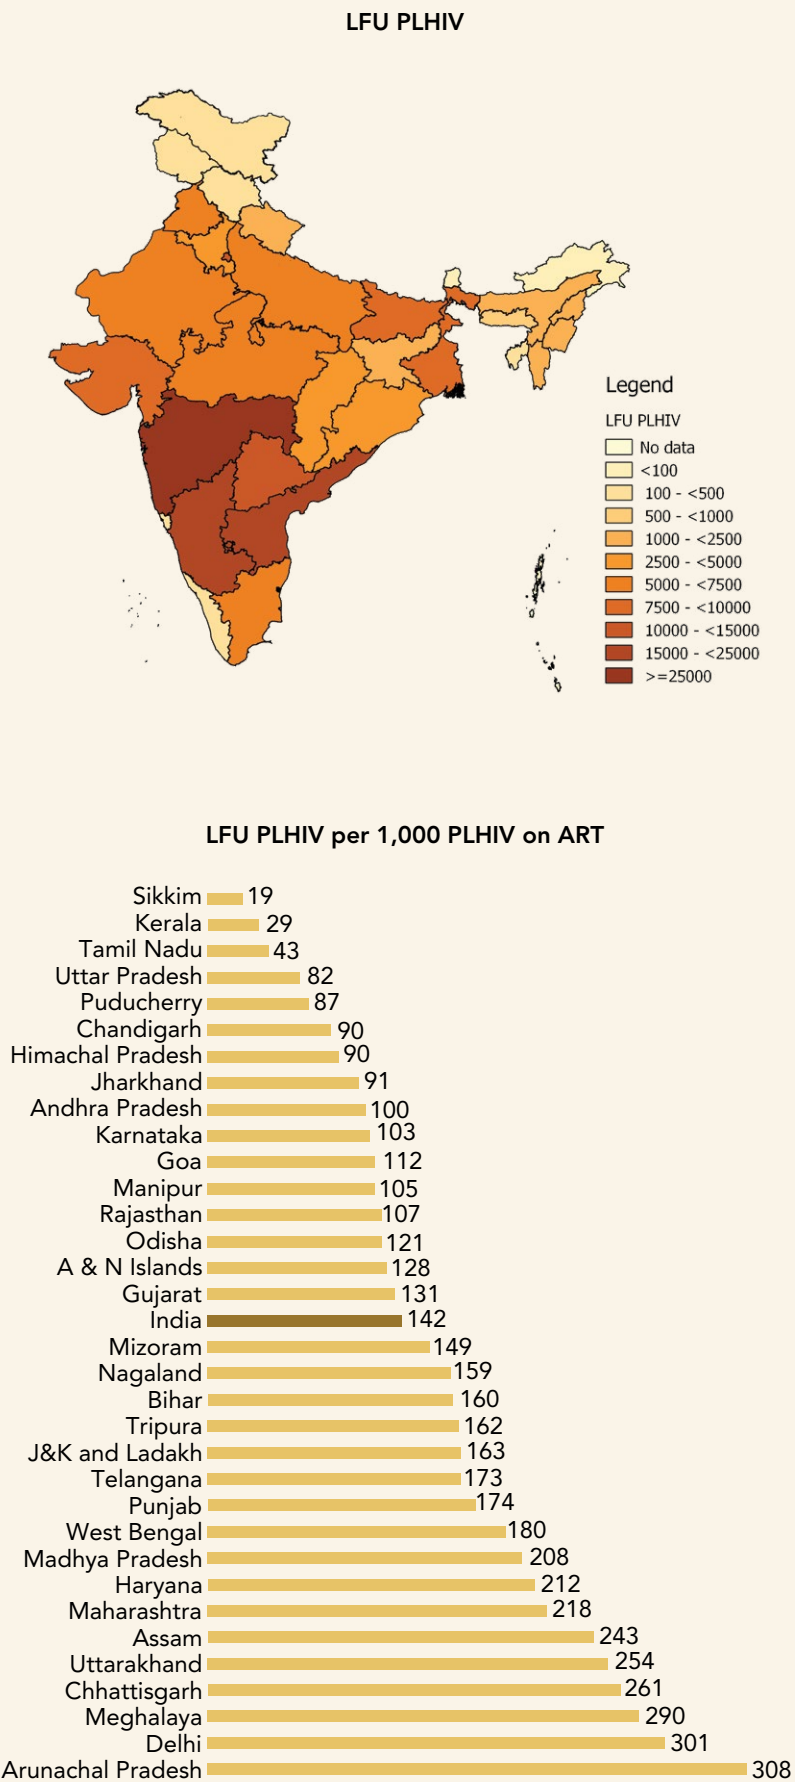 LFU PLHIV
Legend
LFU PLHIV
No data
<100
100 - <500
500 - <1000
1000 - <2500
2500 - <5000
5000 - <7500
7500 - <10000
10000 - <15000
15000 - <25000
>=25000
LFU PLHIV per 1,000 PLHIV on ART
Sikkim 19
Kerala 29
Tamil Nadu 43
Uttar Pradesh 82
Puducherry 87
Chandigarh 90
Himachal Pradesh 90
Jharkhand 91
Andhra Pradesh 100
Karnataka 103
Goa 112
Manipur 105
Rajasthan 107
Odisha 121
A & N Islands 128
Gujarat 131
India 142
Mizoram 149
Nagaland 159
Bihar 160
Tripura 162
J&K and Ladakh 163
Telangana 173
Punjab 174
West Bengal 180
Madhya Pradesh 208
Haryana 212
Maharashtra 218
Assam 243
Uttarakhand 254
Chhattisgarh 261
Meghalaya 290
Delhi 301
Arunachal Pradesh 308